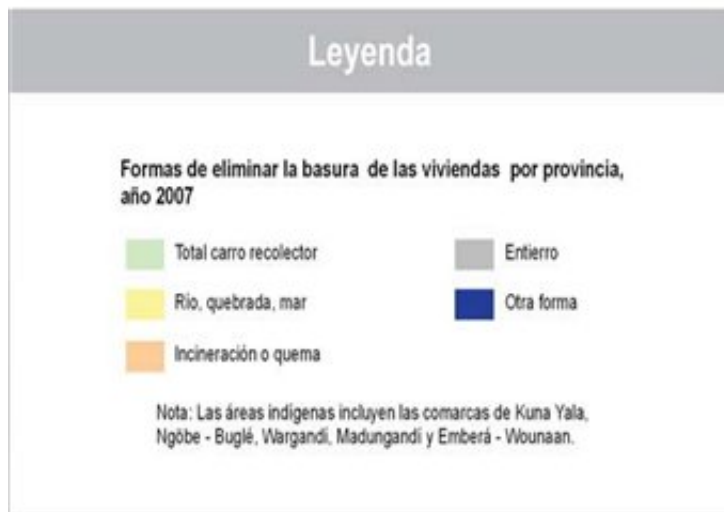 Leyenda
Formas de eliminar la basura de las viviendas por provincia,
año 2007
Total carro recolector
Entierro
Río, quebrada, mar
Otra forma
Incineración o quema
Nota: Las áreas indígenas incluyen las comarcas de Kuna Yala,
Ngöbe - Buglé, Wargandí, Madungandí y Emberá - Wounaan.